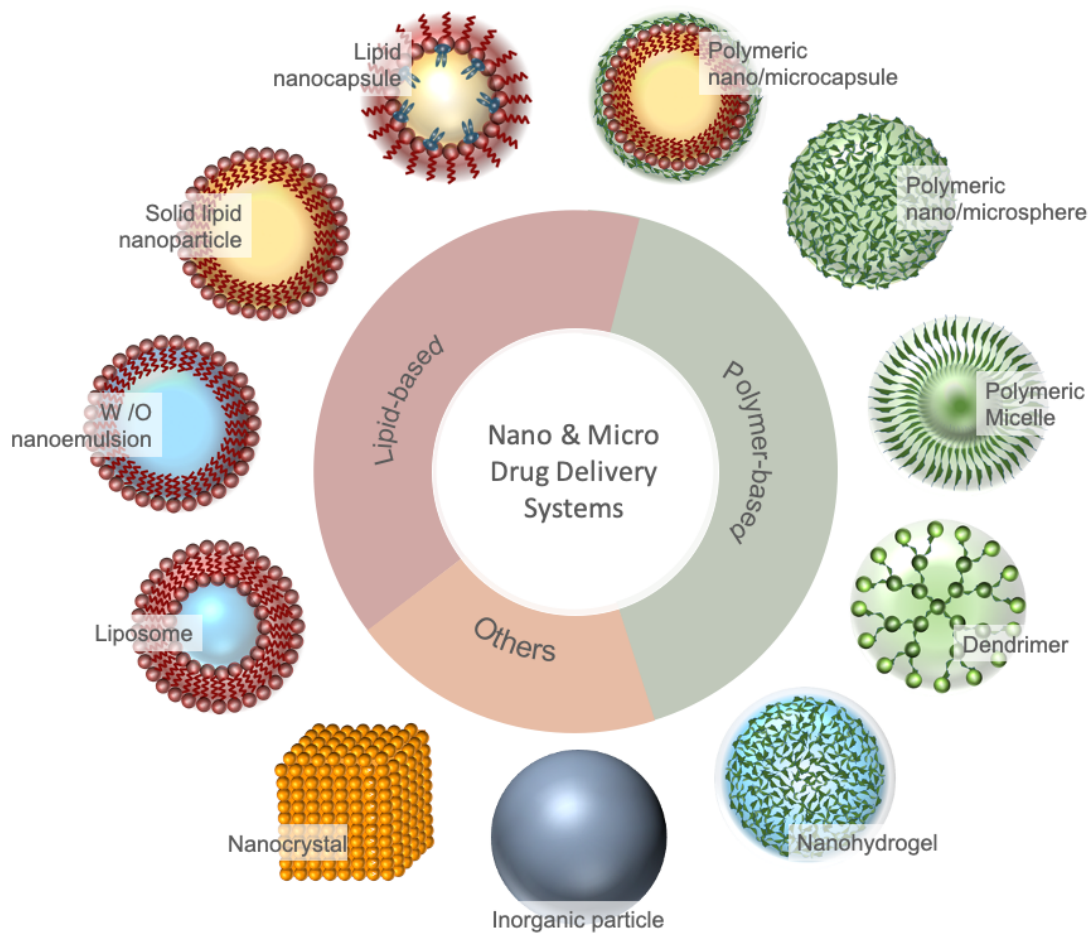 Lipid
nanocapsule
Polymeric
nano/microcapsule
Solid lipid
nanoparticle
Polymeric
nano/microsphere
W /O
nanoemulsion
Polymeric
Micelle
Liposome
Dendrimer
Nanocrystal
Inorganic particle
Nanohydrogel
Lipid-based
Polymer-based
Others
Nano & Micro
Drug Delivery
Systems